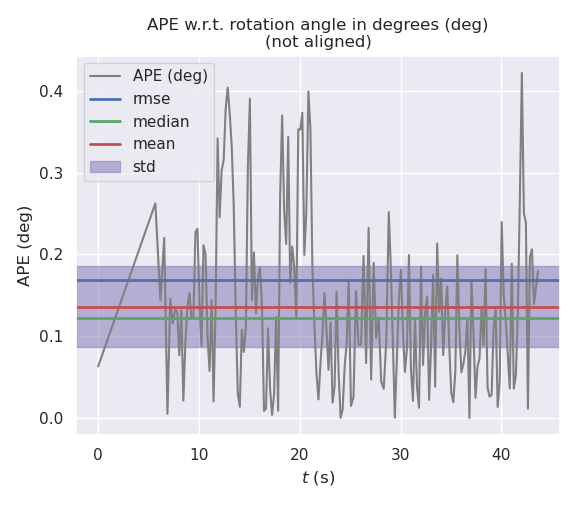 APE w.r.t. rotation angle in degrees (deg)
(not aligned)
APE (deg)
rmse
median
mean
std
APE (deg)
0.4
0.3
0.2
0.1
0.0
0 10 20 30 40
t (s)